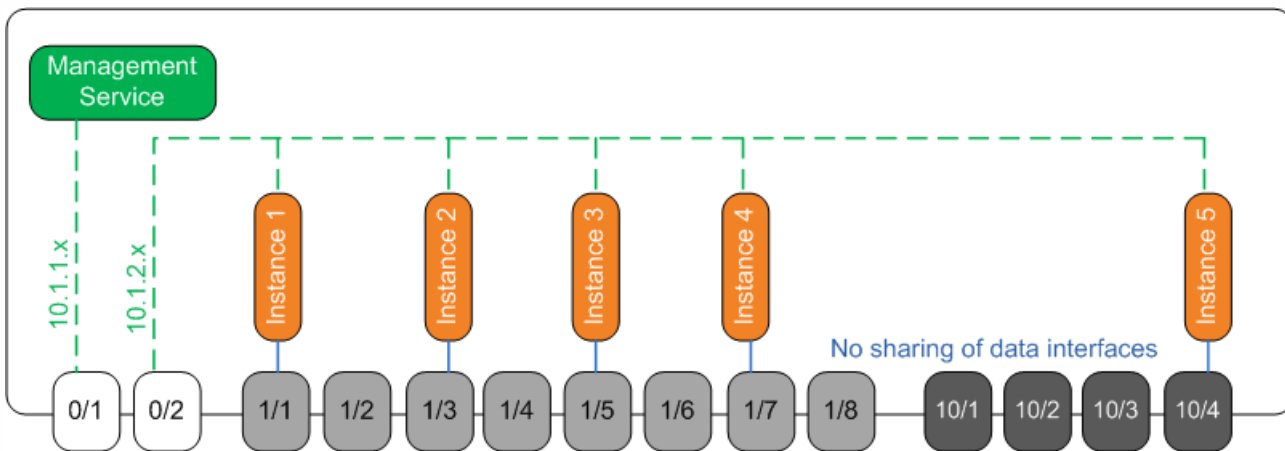 Management
Service
10.1.1.x
10.1.2.x
Instance 1
Instance 2
Instance 3
Instance 4
Instance 5
No sharing of data interfaces
0/1
0/2
1/1
1/2
1/3
1/4
1/5
1/6
1/7
1/8
10/1
10/2
10/3
10/4